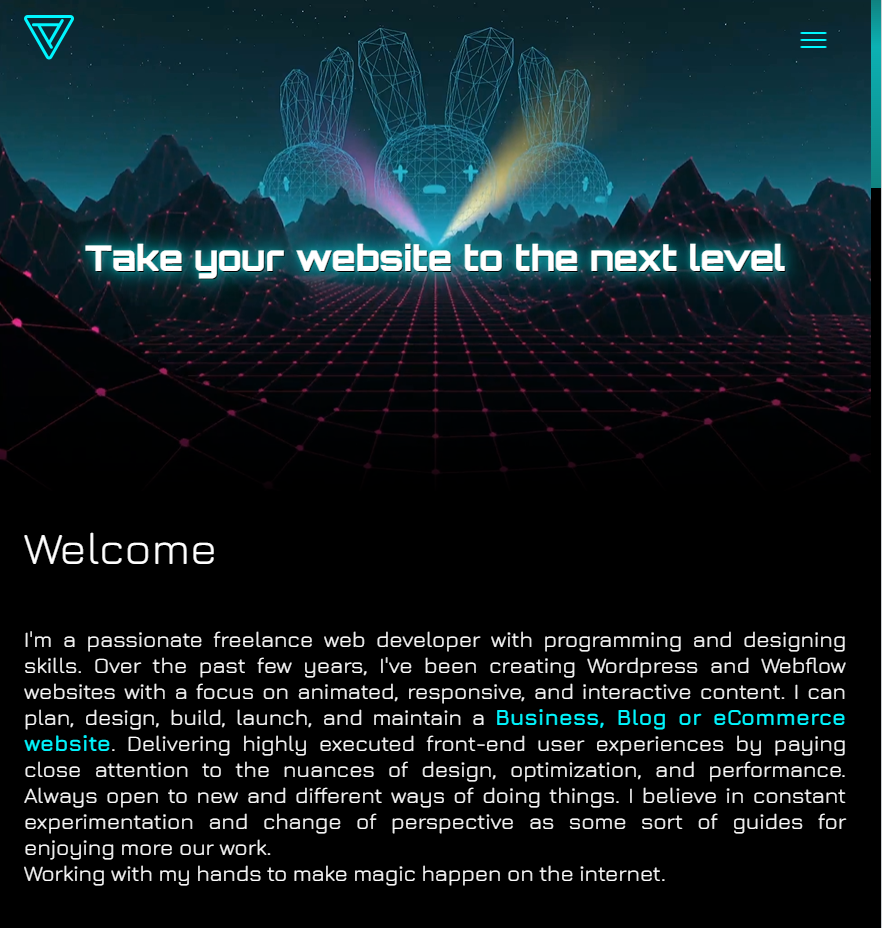 Take your website to the next level
Welcome
I'm a passionate freelance web developer with programming and designing
skills. Over the past few years, I've been creating Wordpress and Webflow
websites with a focus on animated, responsive, and interactive content. I can
plan, design, build, launch, and maintain a Business, Blog or eCommerce
website. Delivering highly executed front-end user experiences by paying
close attention to the nuances of design, optimization, and performance.
Always open to new and different ways of doing things. I believe in constant
experimentation and change of perspective as some sort of guides for
enjoying more our work.
Working with my hands to make magic happen on the internet.